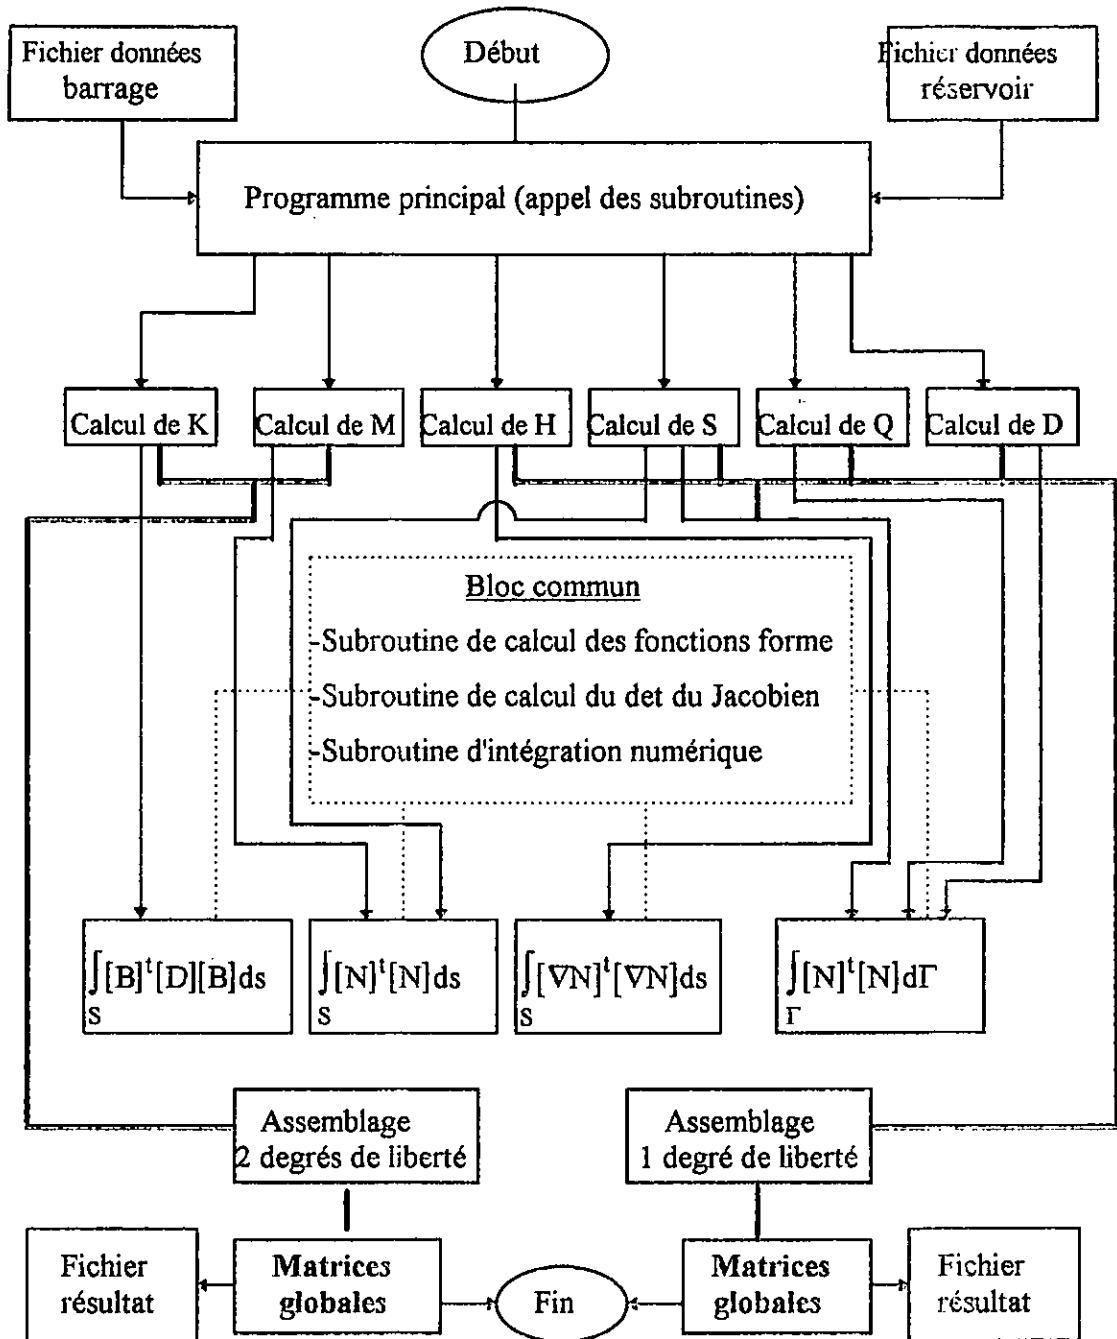 Fichier données
barrage
Début
Fichier données
réservoir
Programme principal (appel des subroutines)
Calcul de K
Calcul de M
Calcul de H
Calcul de S
Calcul de Q
Calcul de D
Bloc commun
-Subroutine de calcul des fonctions forme
-Subroutine de calcul du det du Jacobien
-Subroutine d'intégration numérique
∫[B]ᵗ[D][B]ds
S
∫[N]ᵗ[N]ds
S
∫[∇N]ᵗ[∇N]ds
S
∫[N]ᵗ[N]dΓ
Γ
Assemblage
2 degrés de liberté
Assemblage
1 degré de liberté
Fichier
résultat
Matrices
globales
Fin
Matrices
globales
Fichier
résultat